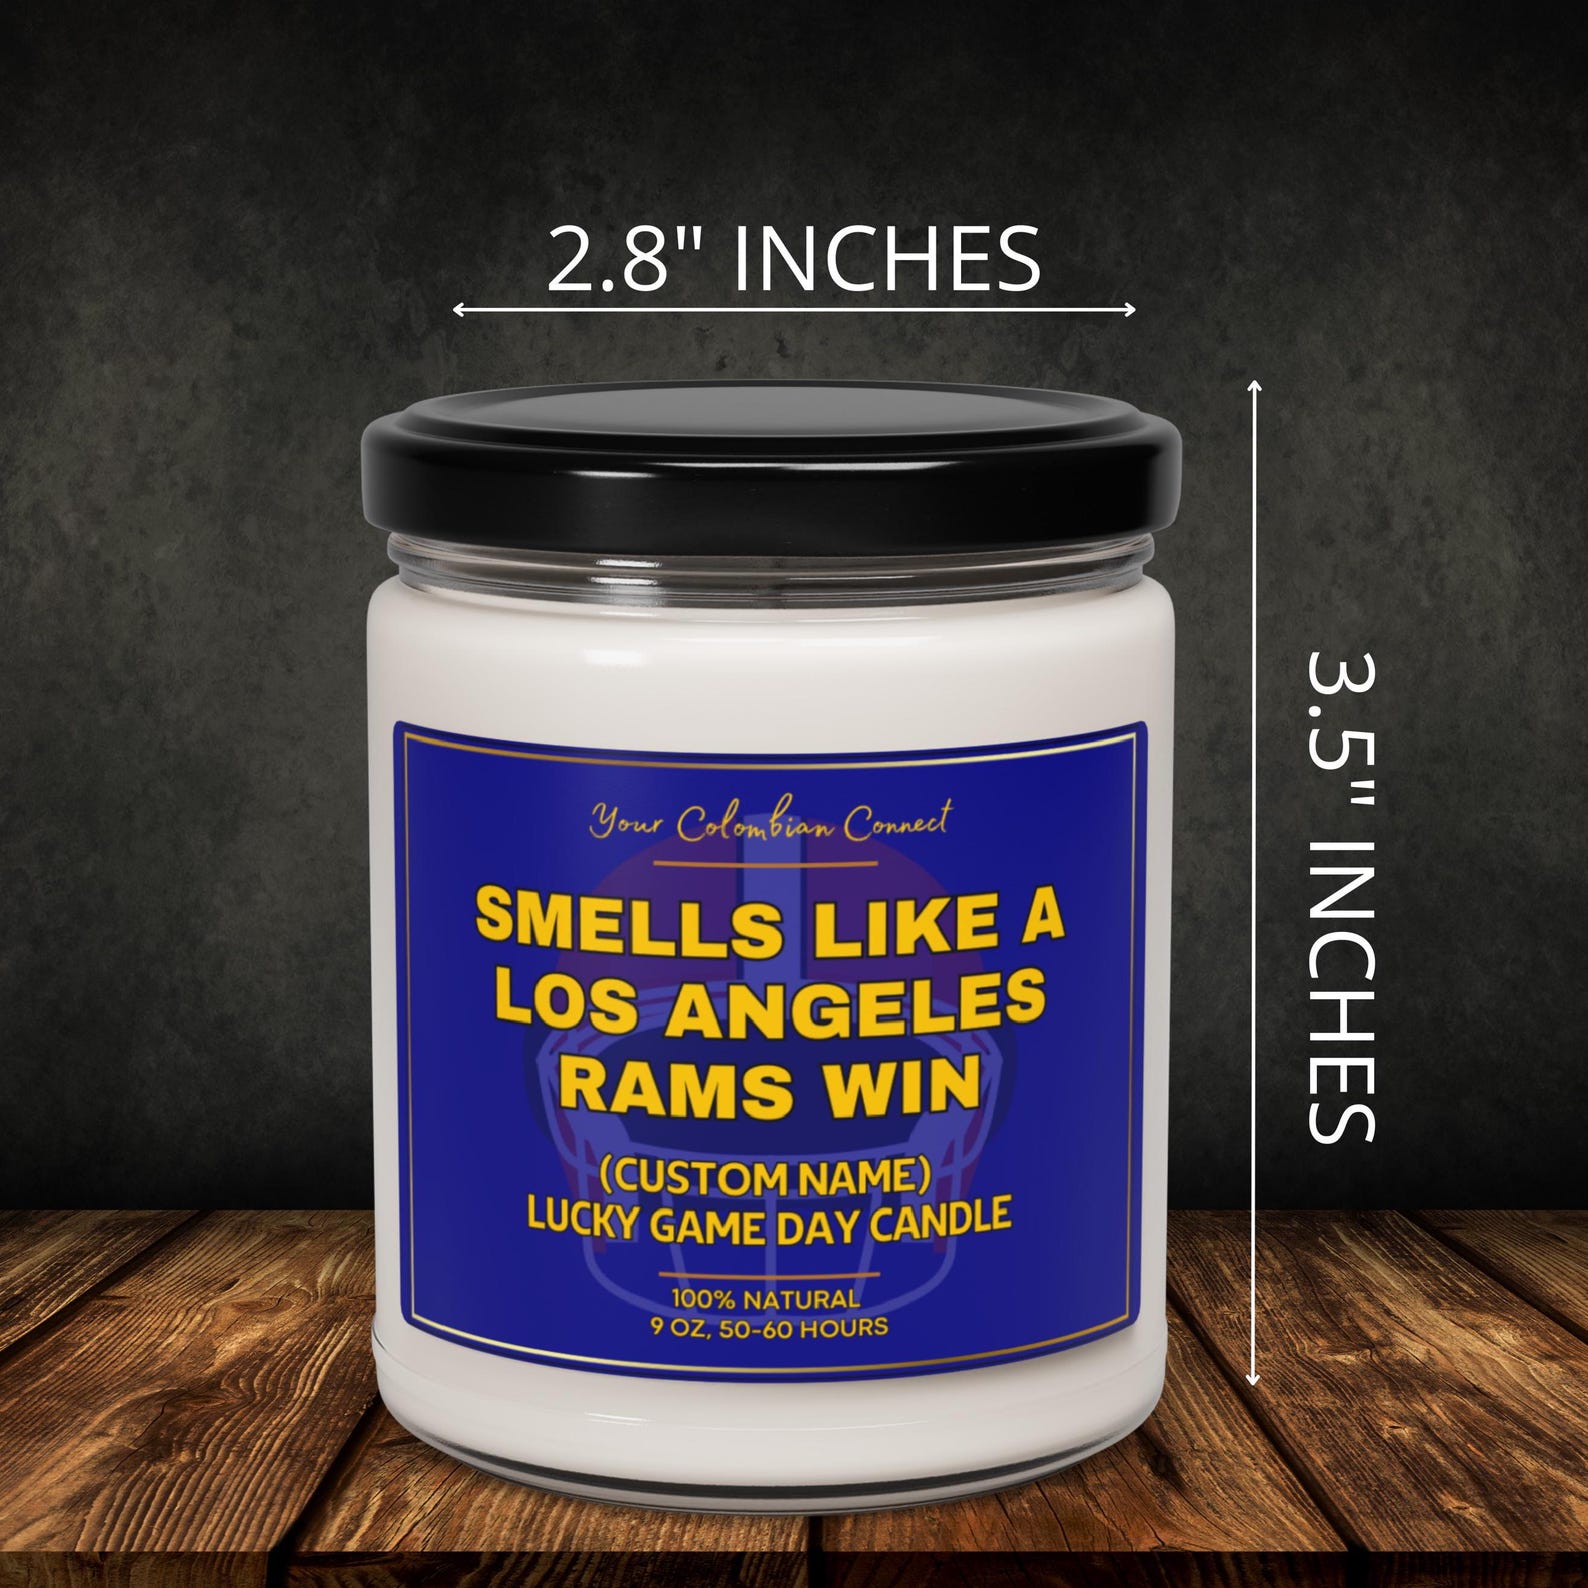 2.8" INCHES
3.5" INCHES
Your Colombian Connect
SMELLS LIKE A
LOS ANGELES
RAMS WIN
(CUSTOM NAME)
LUCKY GAME DAY CANDLE
100% NATURAL
9 OZ, 50-60 HOURS